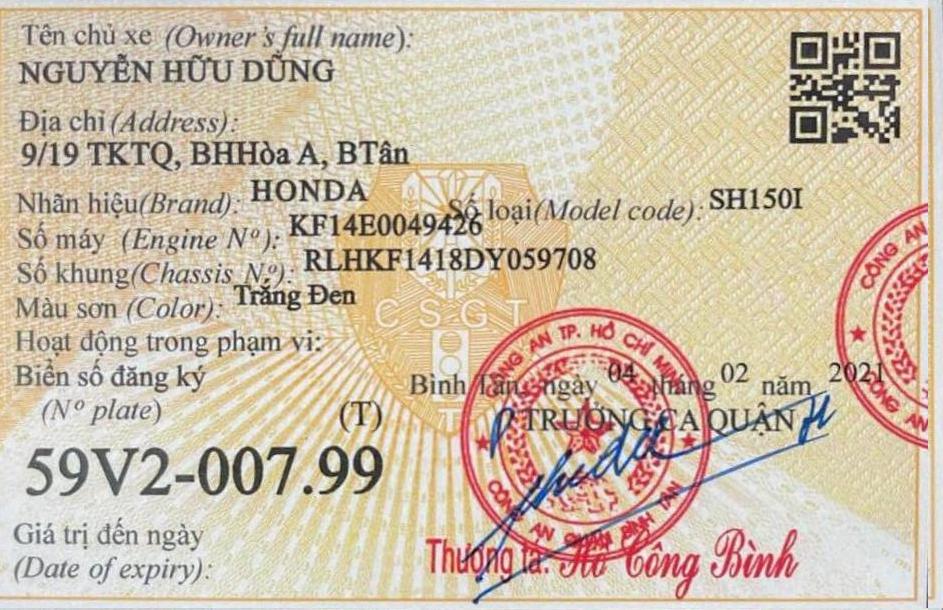 Tên chủ xe (Owner's full name):
NGUYỄN HỮU DŨNG
Địa chỉ (Address):
9/19 TKTQ, BHHòa A, BTân
Nhãn hiệu(Brand): HONDA Số loại(Model code): SH150I
Số máy (Engine Nº): KF14E0049426
Số khung(Chassis Nº): RLHKF1418DY059708
Màu sơn (Color): Trắng Đen
Hoạt động trong phạm vi:
Biển số đăng ký
(Nº plate) (T)
59V2-007.99
Giá trị đến ngày
(Date of expiry):
CSGT
Bình Tân, ngày 04 tháng 02 năm 2021
TRƯỞNG CA QUẬN
CÔNG AN TP. HỒ CHÍ MINH
CÔNG AN QUẬN BÌNH TÂN
Thượng tá: Hồ Công Bình
CÔNG AN
CÔNG AN